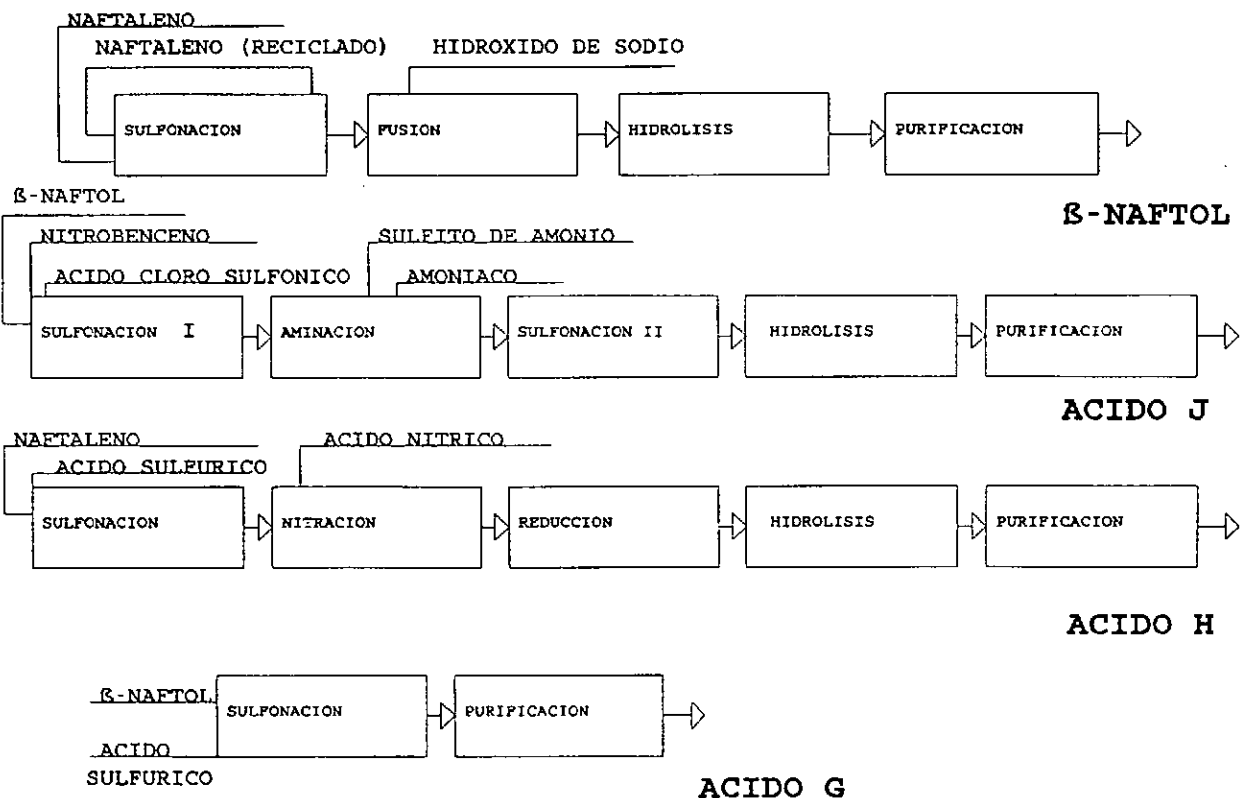 NAFTALENO
NAFTALENO (RECICLADO) HIDROXIDO DE SODIO
SULFONACION FUSION HIDROLISIS PURIFICACION
ß-NAFTOL
ß-NAFTOL
NITROBENCENO SULFITO DE AMONIO
ACIDO CLORO SULFONICO AMONIACO
SULFONACION I AMINACION SULFONACION II HIDROLISIS PURIFICACION
ACIDO J
NAFTALENO ACIDO NITRICO
ACIDO SULFURICO
SULFONACION NITRACION REDUCCION HIDROLISIS PURIFICACION
ACIDO H
ß-NAFTOL
SULFONACION PURIFICACION
ACIDO
SULFURICO
ACIDO G